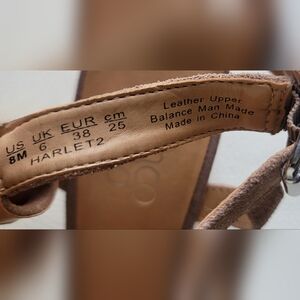 US UK EUR cm
8M 6 38 25
HARLET2
Leather Upper
Balance Man Made
Made in China